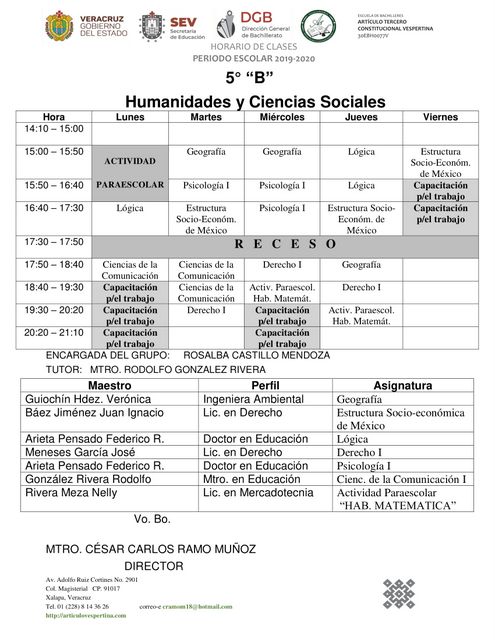 VERACRUZ
GOBIERNO
DEL ESTADO
SEV
Secretaría
de Educación
DGB
Dirección General
de Bachillerato
ESCUELA DE BACHILLERES
ARTÍCULO TERCERO
CONSTITUCIONAL VESPERTINA
30EBH0077V
HORARIO DE CLASES
PERIODO ESCOLAR 2019-2020
5° “B”
Humanidades y Ciencias Sociales
Hora Lunes Martes Miércoles Jueves Viernes
14:10 – 15:00
15:00 – 15:50 ACTIVIDAD Geografía Geografía Lógica Estructura
Socio-Económ.
de México
15:50 – 16:40 PARAESCOLAR Psicología I Psicología I Lógica Capacitación
p/el trabajo
16:40 – 17:30 Lógica Estructura Psicología I Estructura Socio- Capacitación
Socio-Económ. Económ. de p/el trabajo
de México México
17:30 – 17:50 R E C E S O
17:50 – 18:40 Ciencias de la Ciencias de la Derecho I Geografía
Comunicación Comunicación
18:40 – 19:30 Capacitación Ciencias de la Activ. Paraescol. Derecho I
p/el trabajo Comunicación Hab. Matemát.
19:30 – 20:20 Capacitación Derecho I Capacitación Activ. Paraescol.
p/el trabajo p/el trabajo Hab. Matemát.
20:20 – 21:10 Capacitación Capacitación
p/el trabajo p/el trabajo
ENCARGADA DEL GRUPO: ROSALBA CASTILLO MENDOZA
TUTOR: MTRO. RODOLFO GONZALEZ RIVERA
Maestro Perfil Asignatura
Guiochín Hdez. Verónica Ingeniera Ambiental Geografía
Báez Jiménez Juan Ignacio Lic. en Derecho Estructura Socio-económica
de México
Arieta Pensado Federico R. Doctor en Educación Lógica
Meneses García José Lic. en Derecho Derecho I
Arieta Pensado Federico R. Doctor en Educación Psicología I
González Rivera Rodolfo Mtro. en Educación Cienc. de la Comunicación I
Rivera Meza Nelly Lic. en Mercadotecnia Actividad Paraescolar
“HAB. MATEMATICA”
Vo. Bo.
MTRO. CÉSAR CARLOS RAMO MUÑOZ
DIRECTOR
Av. Adolfo Ruiz Cortines No. 2901
Col. Magisterial CP. 91017
Xalapa, Veracruz
Tel. 01 (228) 8 14 36 26 correo-e cramom18@hotmail.com
http://articulovespertina.com